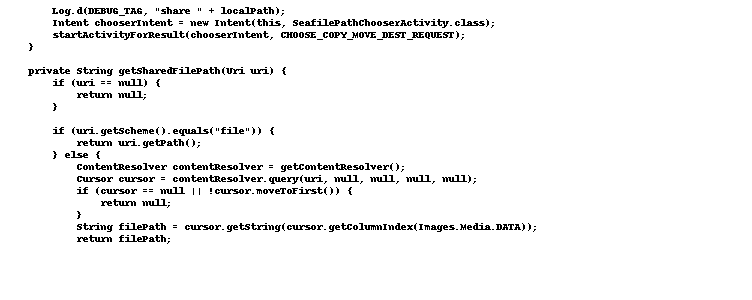 Log.d(DEBUG_TAG, "share " + localPath);
Intent chooserIntent = new Intent(this, SeafilePathChooserActivity.class);
startActivityForResult(chooserIntent, CHOOSE_COPY_MOVE_DEST_REQUEST);
}
private String getSharedFilePath(Uri uri) {
if (uri == null) {
return null;
}
if (uri.getScheme().equals("file")) {
return uri.getPath();
} else {
ContentResolver contentResolver = getContentResolver();
Cursor cursor = contentResolver.query(uri, null, null, null, null);
if (cursor == null || !cursor.moveToFirst()) {
return null;
}
String filePath = cursor.getString(cursor.getColumnIndex(Images.Media.DATA));
return filePath;